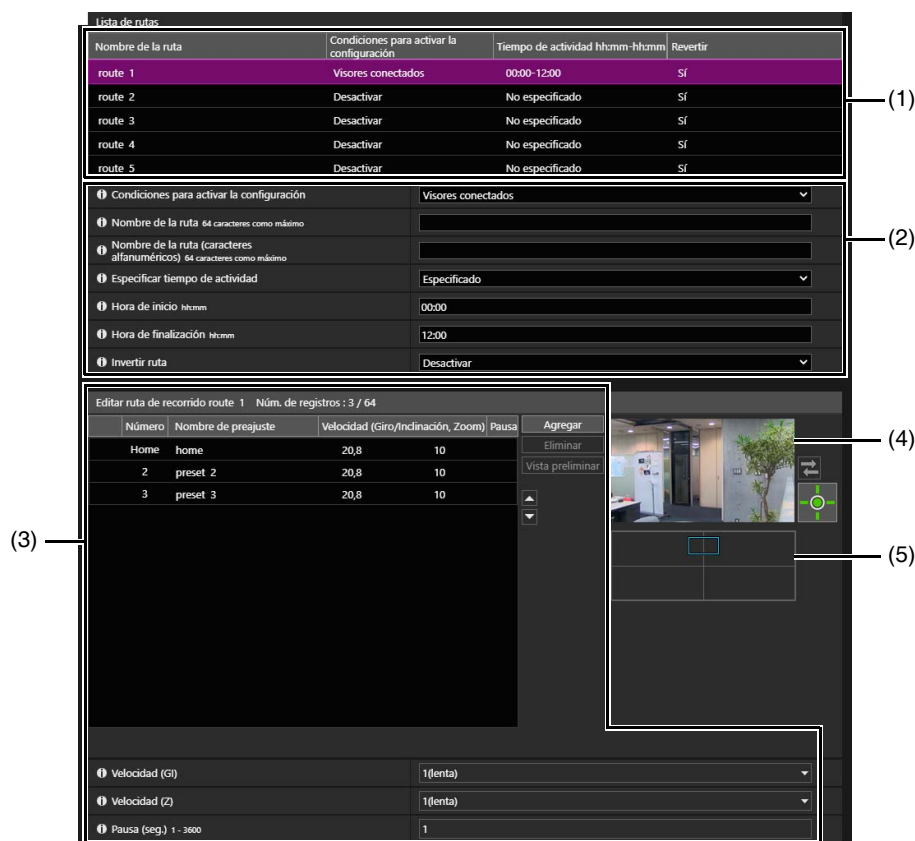 Lista de rutas
Nombre de la ruta Condiciones para activar la configuración Tiempo de actividad hh:mm-hh:mm Revertir
route 1 Visores conectados 00:00-12:00 Sí
route 2 Desactivar No especificado Sí
route 3 Desactivar No especificado Sí
route 4 Desactivar No especificado Sí
route 5 Desactivar No especificado Sí
(1)
Condiciones para activar la configuración Visores conectados
Nombre de la ruta 64 caracteres como máximo
Nombre de la ruta (caracteres
alfanuméricos) 64 caracteres como máximo
Especificar tiempo de actividad Especificado
Hora de inicio hh:mm 00:00
Hora de finalización hh:mm 12:00
Invertir ruta Desactivar
(2)
Editar ruta de recorrido route 1 Núm. de registros : 3 / 64
Número Nombre de preajuste Velocidad (Giro/Inclinación, Zoom) Pausa
Home home 20,8 10
2 preset 2 20,8 10
3 preset 3 20,8 10
Agregar
Eliminar
Vista preliminar
(3)
(4)
(5)
Velocidad (GI) 1(lenta)
Velocidad (Z) 1(lenta)
Pausa (seg.) 1 - 3600 1